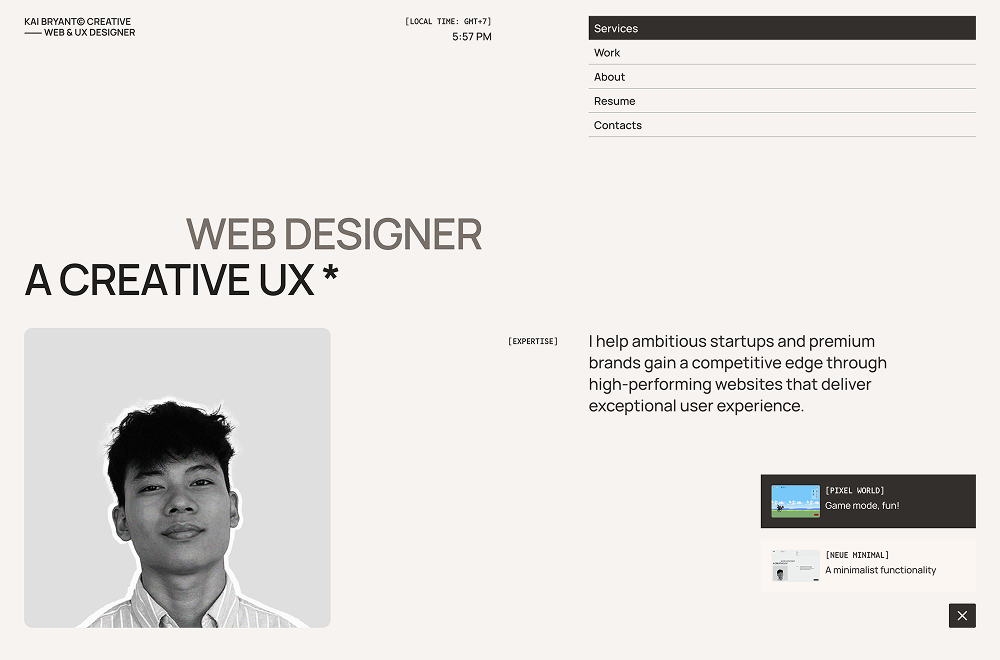 KAI BRYANT© CREATIVE
—— WEB & UX DESIGNER
[LOCAL TIME: GMT+7]
5:57 PM
Services
Work
About
Resume
Contacts
WEB DESIGNER
A CREATIVE UX *
[EXPERTISE]
I help ambitious startups and premium
brands gain a competitive edge through
high-performing websites that deliver
exceptional user experience.
[PIXEL WORLD]
Game mode, fun!
[NEUE MINIMAL]
A minimalist functionality